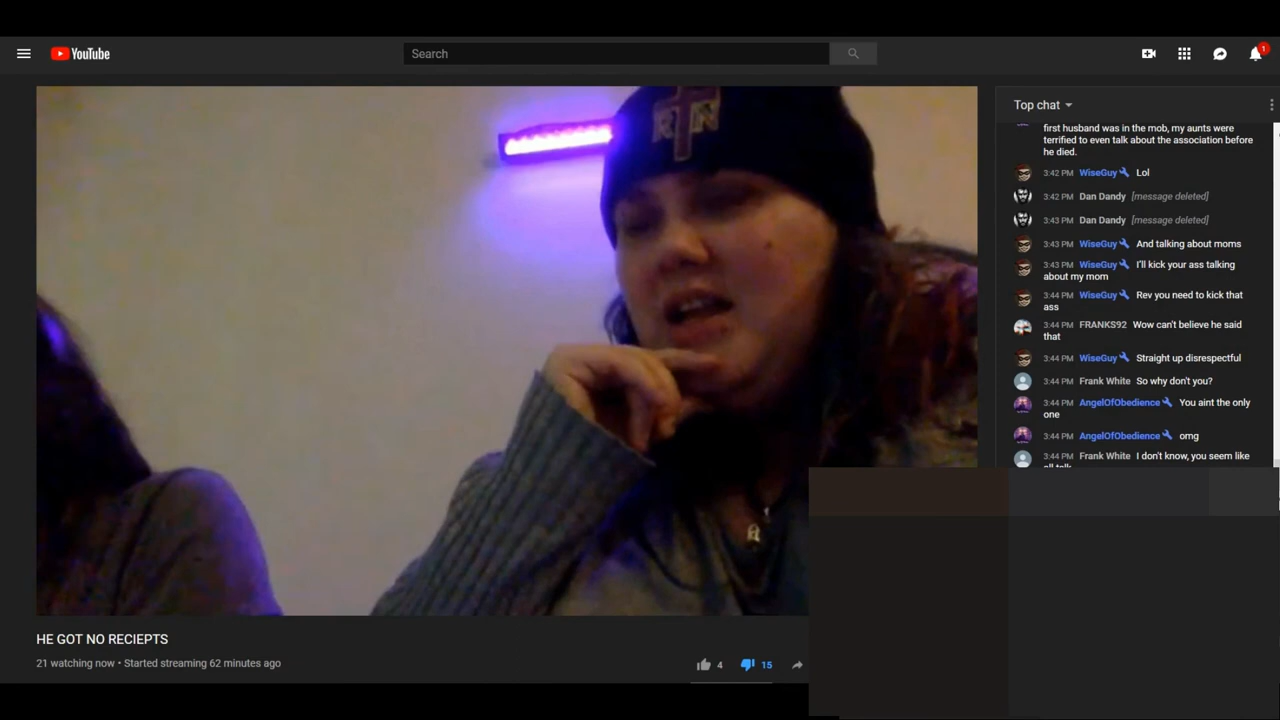 YouTube
Search
1
Top chat
first husband was in the mob, my aunts were
terrified to even talk about the association before
he died.
3:42 PM WiseGuy Lol
3:42 PM Dan Dandy [message deleted]
3:43 PM Dan Dandy [message deleted]
3:43 PM WiseGuy And talking about moms
3:43 PM WiseGuy I'll kick your ass talking
about my mom
3:44 PM WiseGuy Rev you need to kick that
ass
3:44 PM FRANKS92 Wow can't believe he said
that
3:44 PM WiseGuy Straight up disrespectful
3:44 PM Frank White So why don't you?
3:44 PM AngelOfObedience You aint the only
one
3:44 PM AngelOfObedience omg
3:44 PM Frank White I don't know, you seem like
all talk
HE GOT NO RECIEPTS
21 watching now • Started streaming 62 minutes ago
4
15